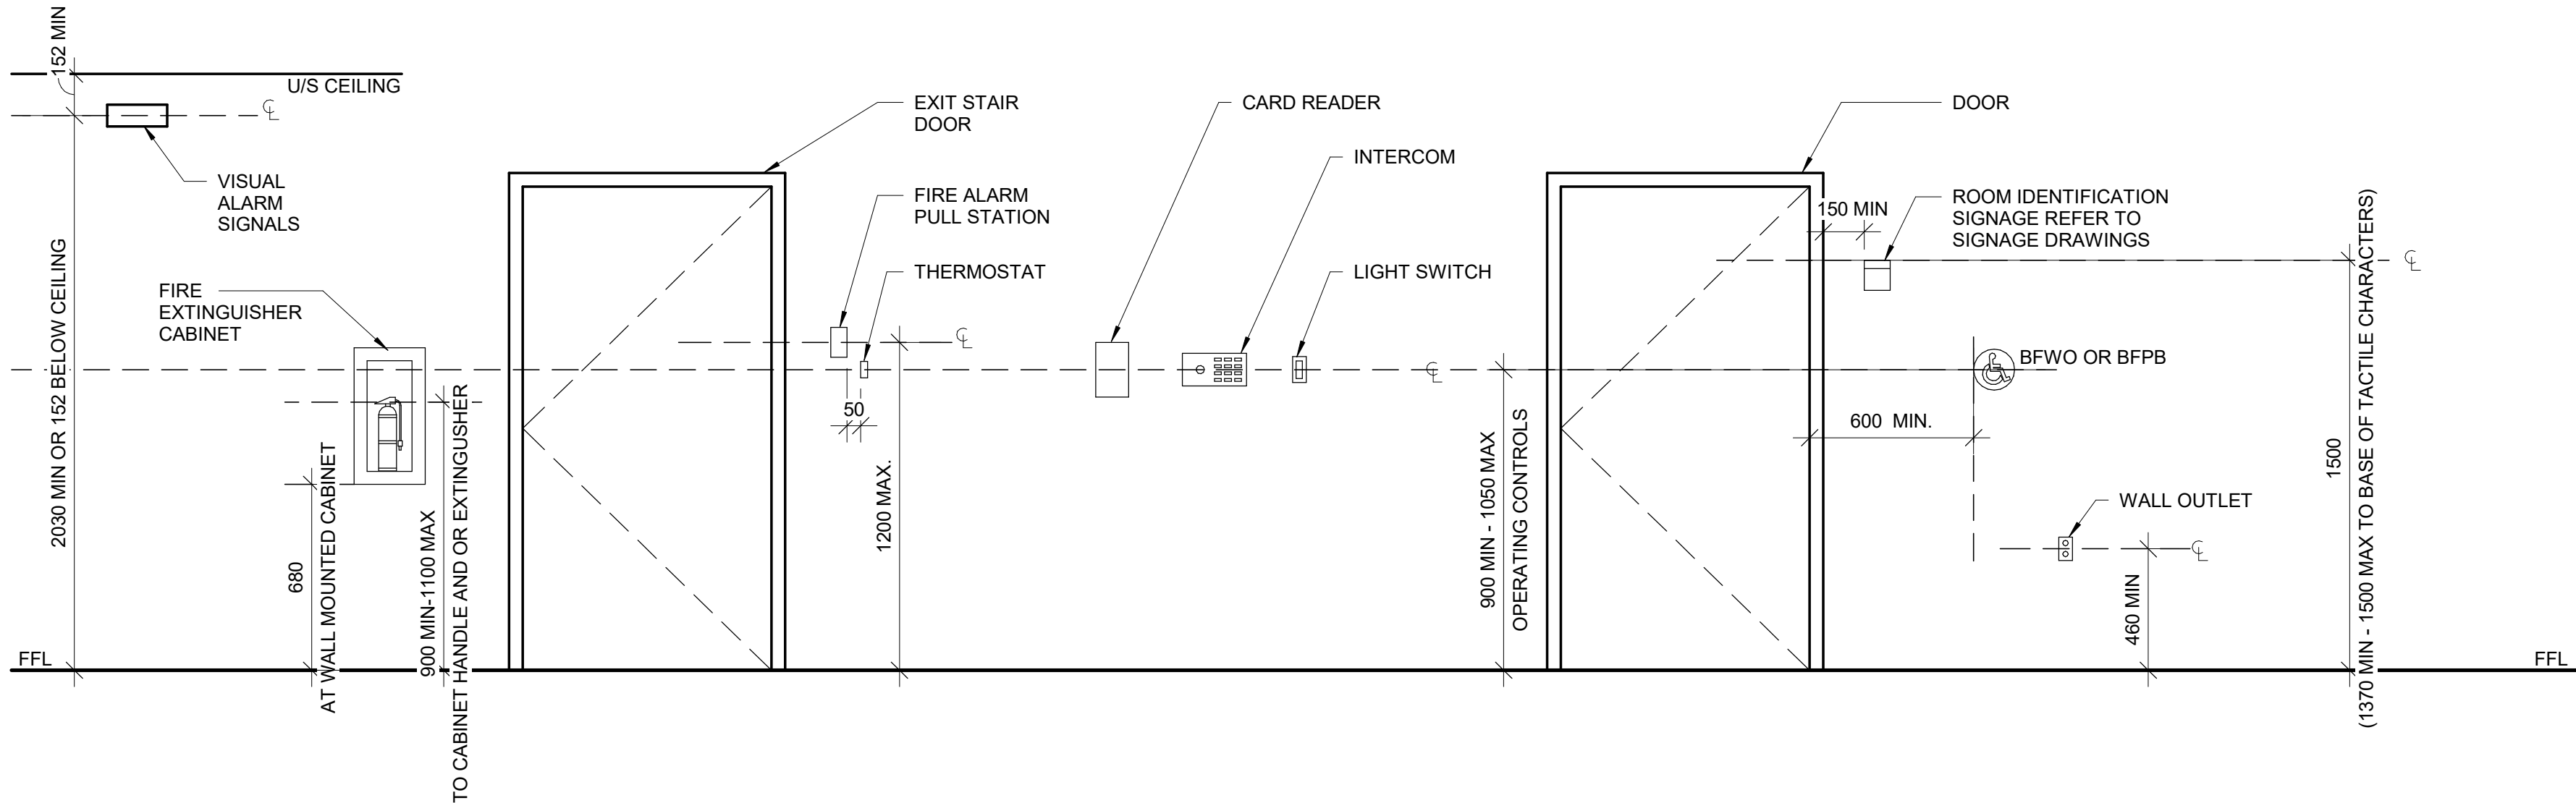 152 MIN
U/S CEILING
VISUAL
ALARM
SIGNALS
2030 MIN OR 152 BELOW CEILING
FIRE
EXTINGUISHER
CABINET
680
AT WALL MOUNTED CABINET
900 MIN-1100 MAX
TO CABINET HANDLE AND OR EXTINGUSHER
EXIT STAIR
DOOR
FIRE ALARM
PULL STATION
THERMOSTAT
50
1200 MAX.
CARD READER
INTERCOM
LIGHT SWITCH
900 MIN - 1050 MAX
OPERATING CONTROLS
DOOR
150 MIN
ROOM IDENTIFICATION
SIGNAGE REFER TO
SIGNAGE DRAWINGS
BFWO OR BFPB
600 MIN.
WALL OUTLET
460 MIN
1500
(1370 MIN - 1500 MAX TO BASE OF TACTILE CHARACTERS)
FFL
FFL